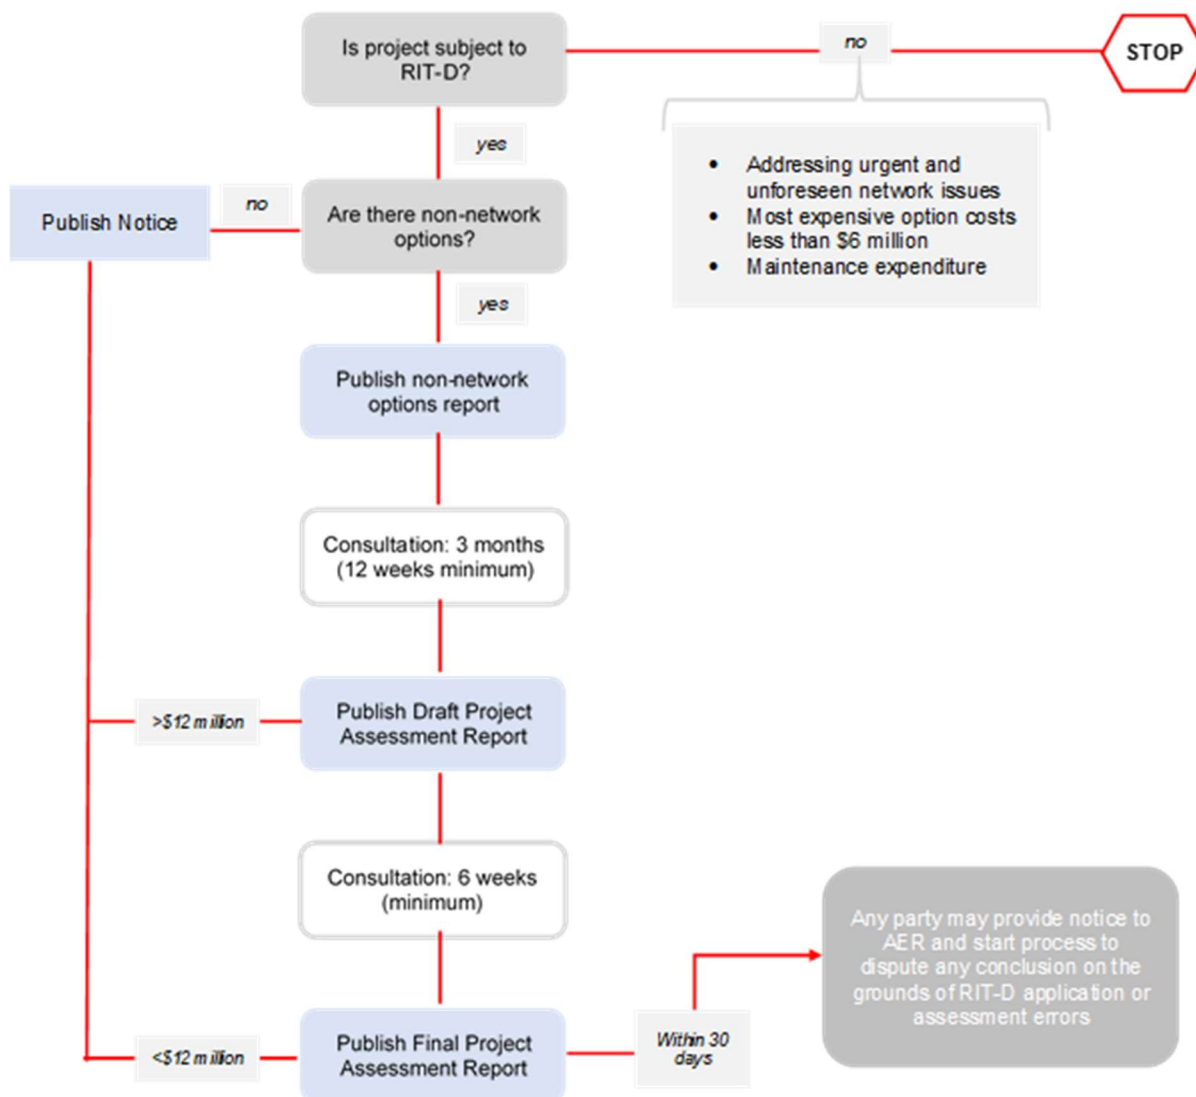 Is project subject to
RIT-D?
no
STOP
yes
• Addressing urgent and
unforeseen network issues
• Most expensive option costs
less than $6 million
• Maintenance expenditure
Publish Notice
no
Are there non-network
options?
yes
Publish non-network
options report
Consultation: 3 months
(12 weeks minimum)
>$12 million
Publish Draft Project
Assessment Report
Consultation: 6 weeks
(minimum)
Any party may provide notice to
AER and start process to
dispute any conclusion on the
grounds of RIT-D application or
assessment errors
<$12 million
Publish Final Project
Assessment Report
Within 30
days